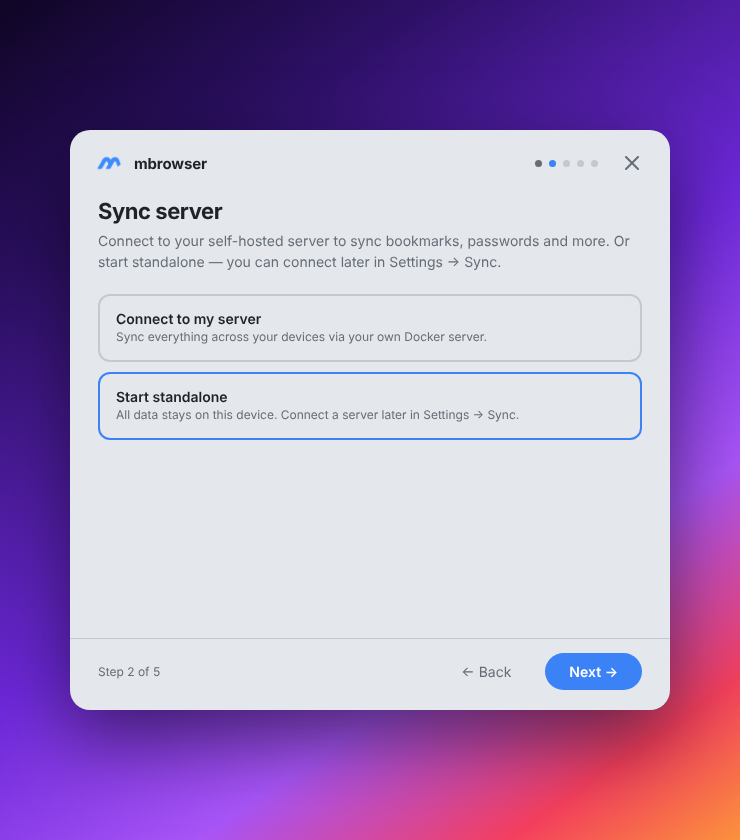 mbrowser
Sync server
Connect to your self-hosted server to sync bookmarks, passwords and more. Or
start standalone — you can connect later in Settings → Sync.
Connect to my server
Sync everything across your devices via your own Docker server.
Start standalone
All data stays on this device. Connect a server later in Settings → Sync.
Step 2 of 5
← Back
Next →